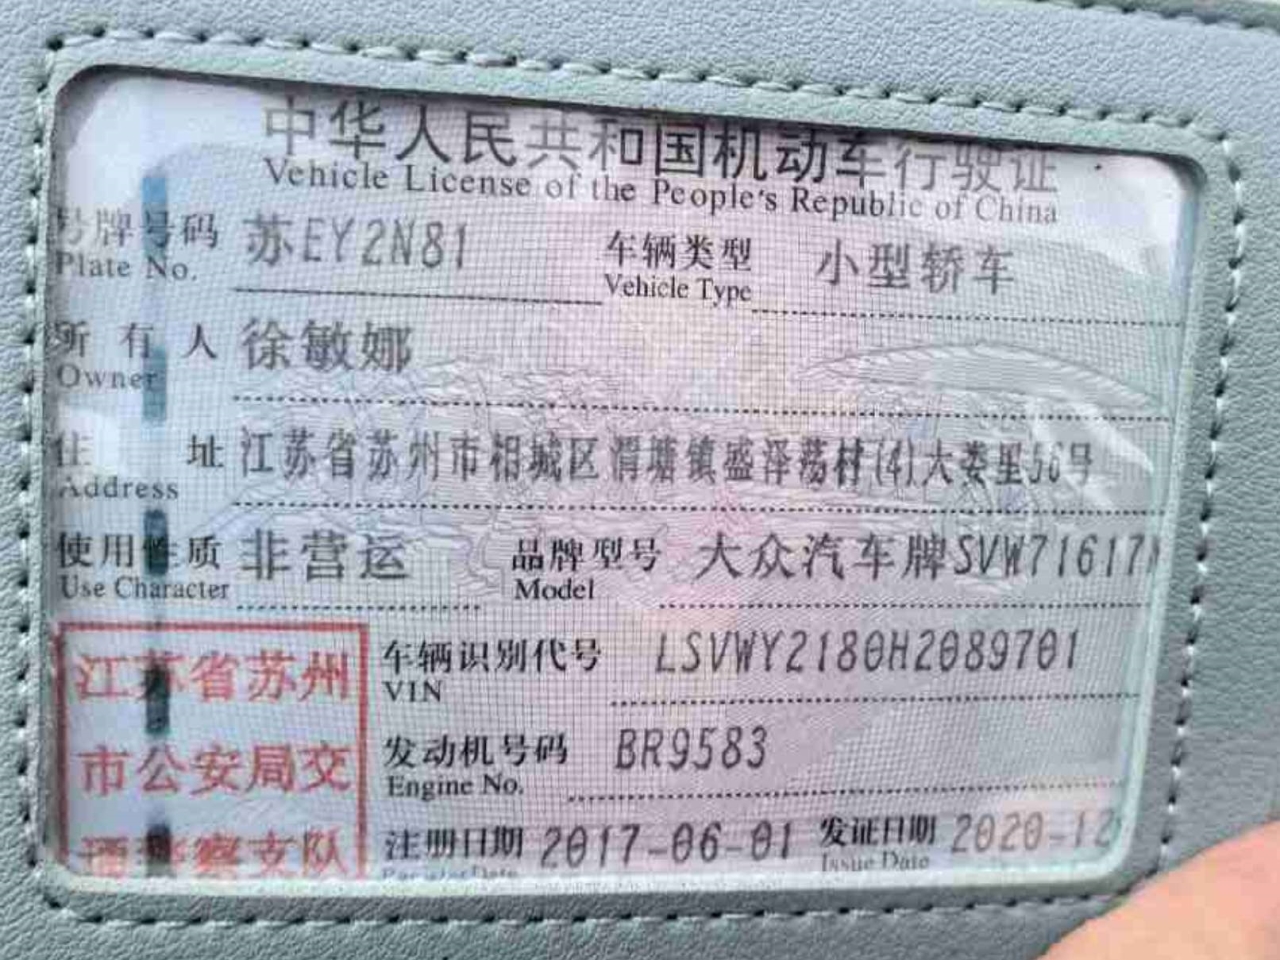 中华人民共和国机动车行驶证
Vehicle License of the People's Republic of China
号牌号码 苏EY2N81 车辆类型 小型轿车
Plate No. Vehicle Type
所有人 徐敏娜
Owner
住址 江苏省苏州市相城区渭塘镇盛泽荡村(4)大娄里56号
Address
使用性质 非营运 品牌型号 大众汽车牌SVW71617
Use Character Model
江苏省苏州
市公安局交
通警察支队
车辆识别代号 LSVWY2180H2089701
VIN
发动机号码 BR9583
Engine No.
注册日期 2017-06-01 发证日期 2020-12
Register Date Issue Date